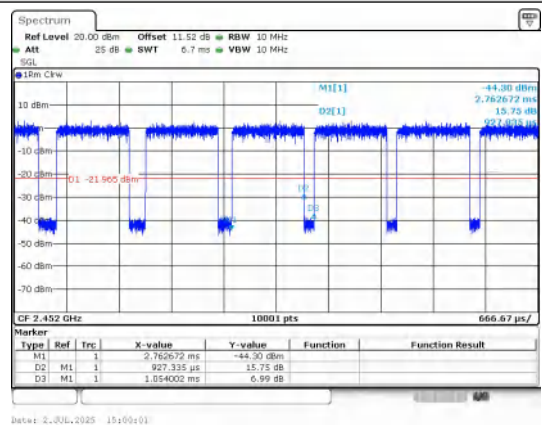 Spectrum
Ref Level 20.00 dBm Offset 11.52 dB RBW 10 MHz
Att 25 dB SWT 6.7 ms VBW 10 MHz
SGL
1Rm Clrw
M1[1] -44.30 dBm
2.762672 ms
10 dBm
D2[1] 15.75 dB
927.335 µs
-10 dBm
-20 dBm
D1 -21.965 dBm
D2
-30 dBm
D3
-40 dBm
-50 dBm
-60 dBm
-70 dBm
CF 2.452 GHz 10001 pts 666.67 µs/
Marker
Type Ref Trc X-value Y-value Function Function Result
M1 1 2.762672 ms -44.30 dBm
D2 M1 1 927.335 µs 15.75 dB
D3 M1 1 1.054002 ms 6.99 dB
Date: 2.JUL.2025 15:00:01